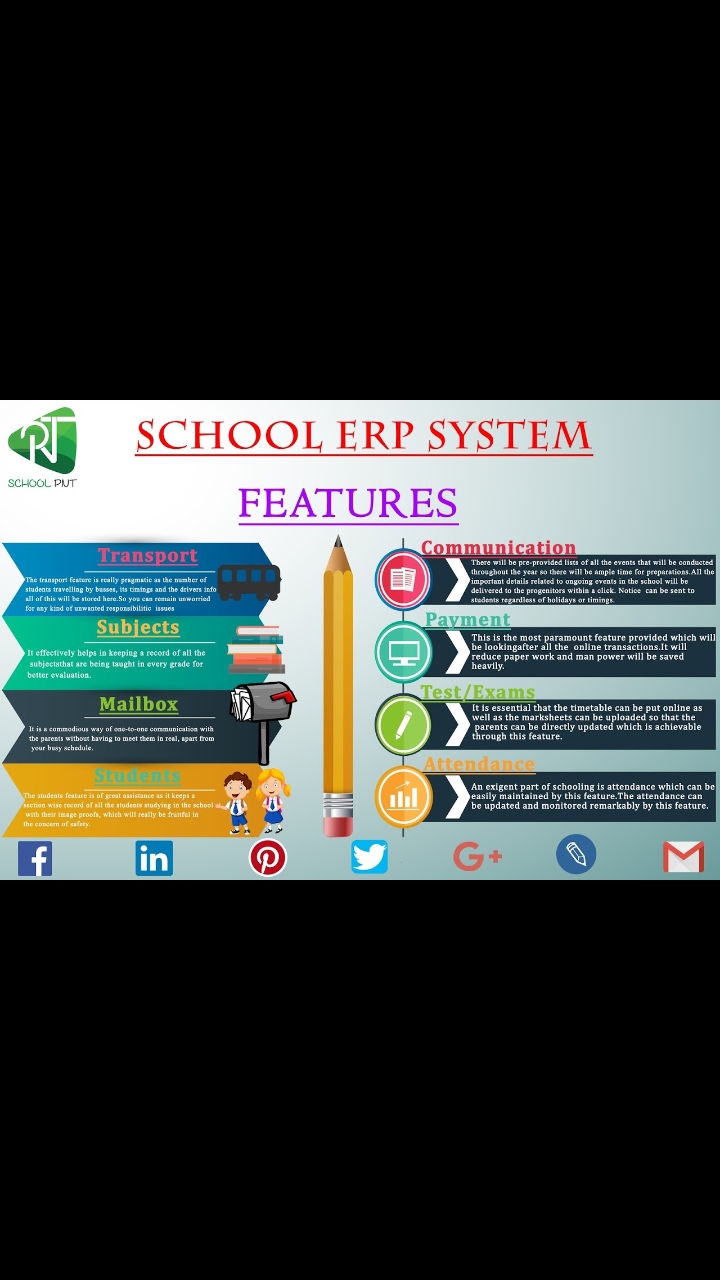 SCHOOL ERP SYSTEM
SCHOOL PNT
FEATURES
Transport
The transport feature is really pragmatic as the number of
students travelling by busses, its timings and the drivers info
all of this will be stored here.So you can remain unworried
for any kind of unwanted responsibilitic issues
Subjects
It effectively helps in keeping a record of all the
subjectsthat are being taught in every grade for
better evaluation.
Mailbox
It is a commodious way of one-to-one communication with
the parents without having to meet them in real, apart from
your busy schedule.
Students
The students feature is of great assistance as it keeps a
section wise record of all the students studying in the school
with their image proofs, which will really be fruitful in
the concern of safety.
Communication
There will be pre-provided lists of all the events that will be conducted
throughout the year so there will be ample time for preparations.All the
important details related to ongoing events in the school will be
delivered to the progenitors within a click. Notice can be sent to
students regardless of holidays or timings.
Payment
This is the most paramount feature provided which will
be lookingafter all the online transactions.It will
reduce paper work and man power will be saved
heavily.
Test/Exams
It is essential that the timetable can be put online as
well as the marksheets can be uploaded so that the
parents can be directly updated which is achievable
through this feature.
Attendance
An exigent part of schooling is attendance which can be
easily maintained by this feature.The attendance can
be updated and monitored remarkably by this feature.
f
in
G+